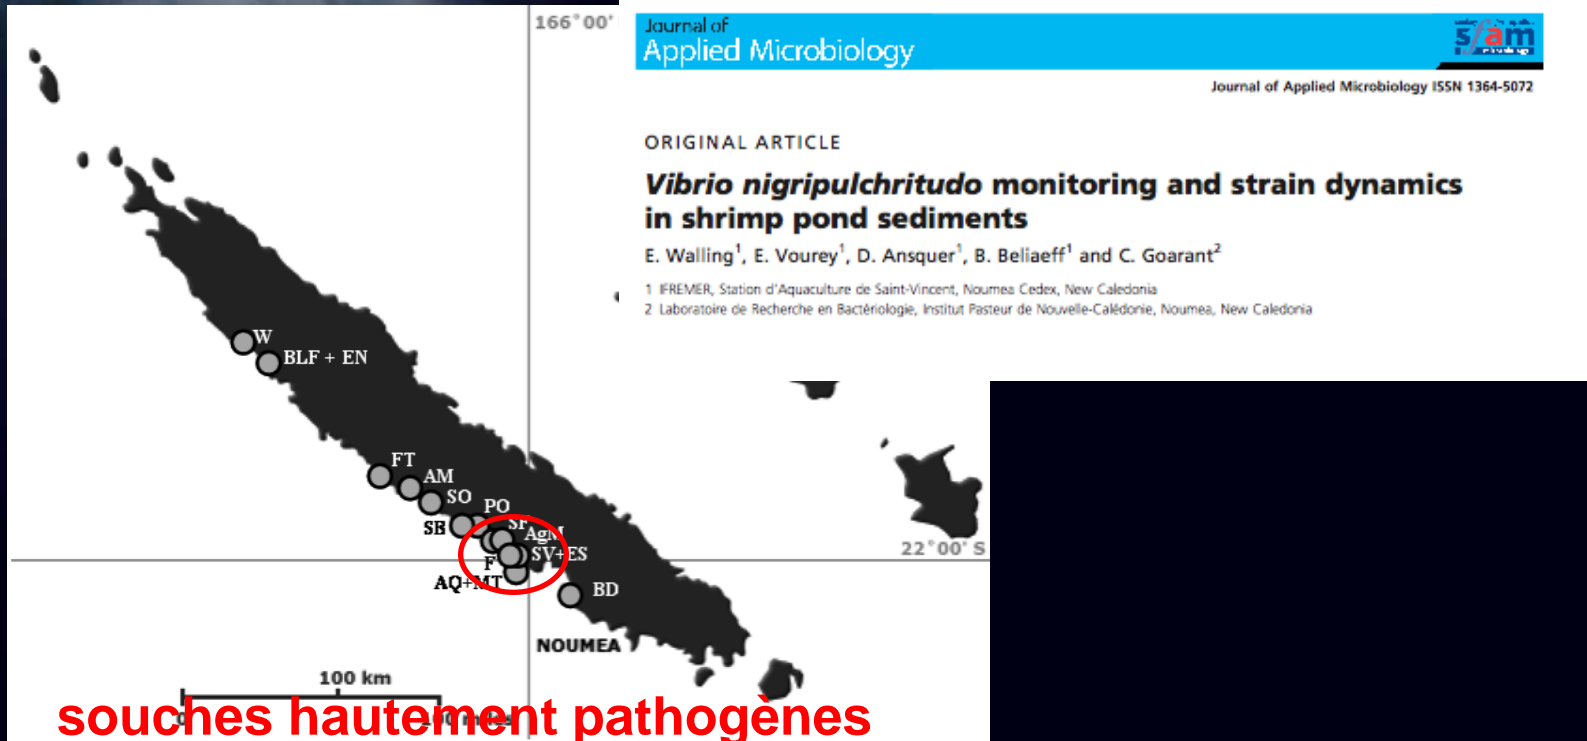 166°00'
Journal of
Applied Microbiology
sfam
Journal of Applied Microbiology ISSN 1364-5072
ORIGINAL ARTICLE
Vibrio nigripulchritudo monitoring and strain dynamics
in shrimp pond sediments
E. Walling1, E. Vourey1, D. Ansquer1, B. Beliaeff1 and C. Goarant2
1 IFREMER, Station d'Aquaculture de Saint-Vincent, Noumea Cedex, New Caledonia
2 Laboratoire de Recherche en Bactériologie, Institut Pasteur de Nouvelle-Calédonie, Noumea, New Caledonia
W
BLF + EN
FT
AM
SO
PO
SB
SF
AgM
SV+ES
F
AQ+MT
22°00' S
BD
NOUMEA
100 km
souches hautement pathogènes